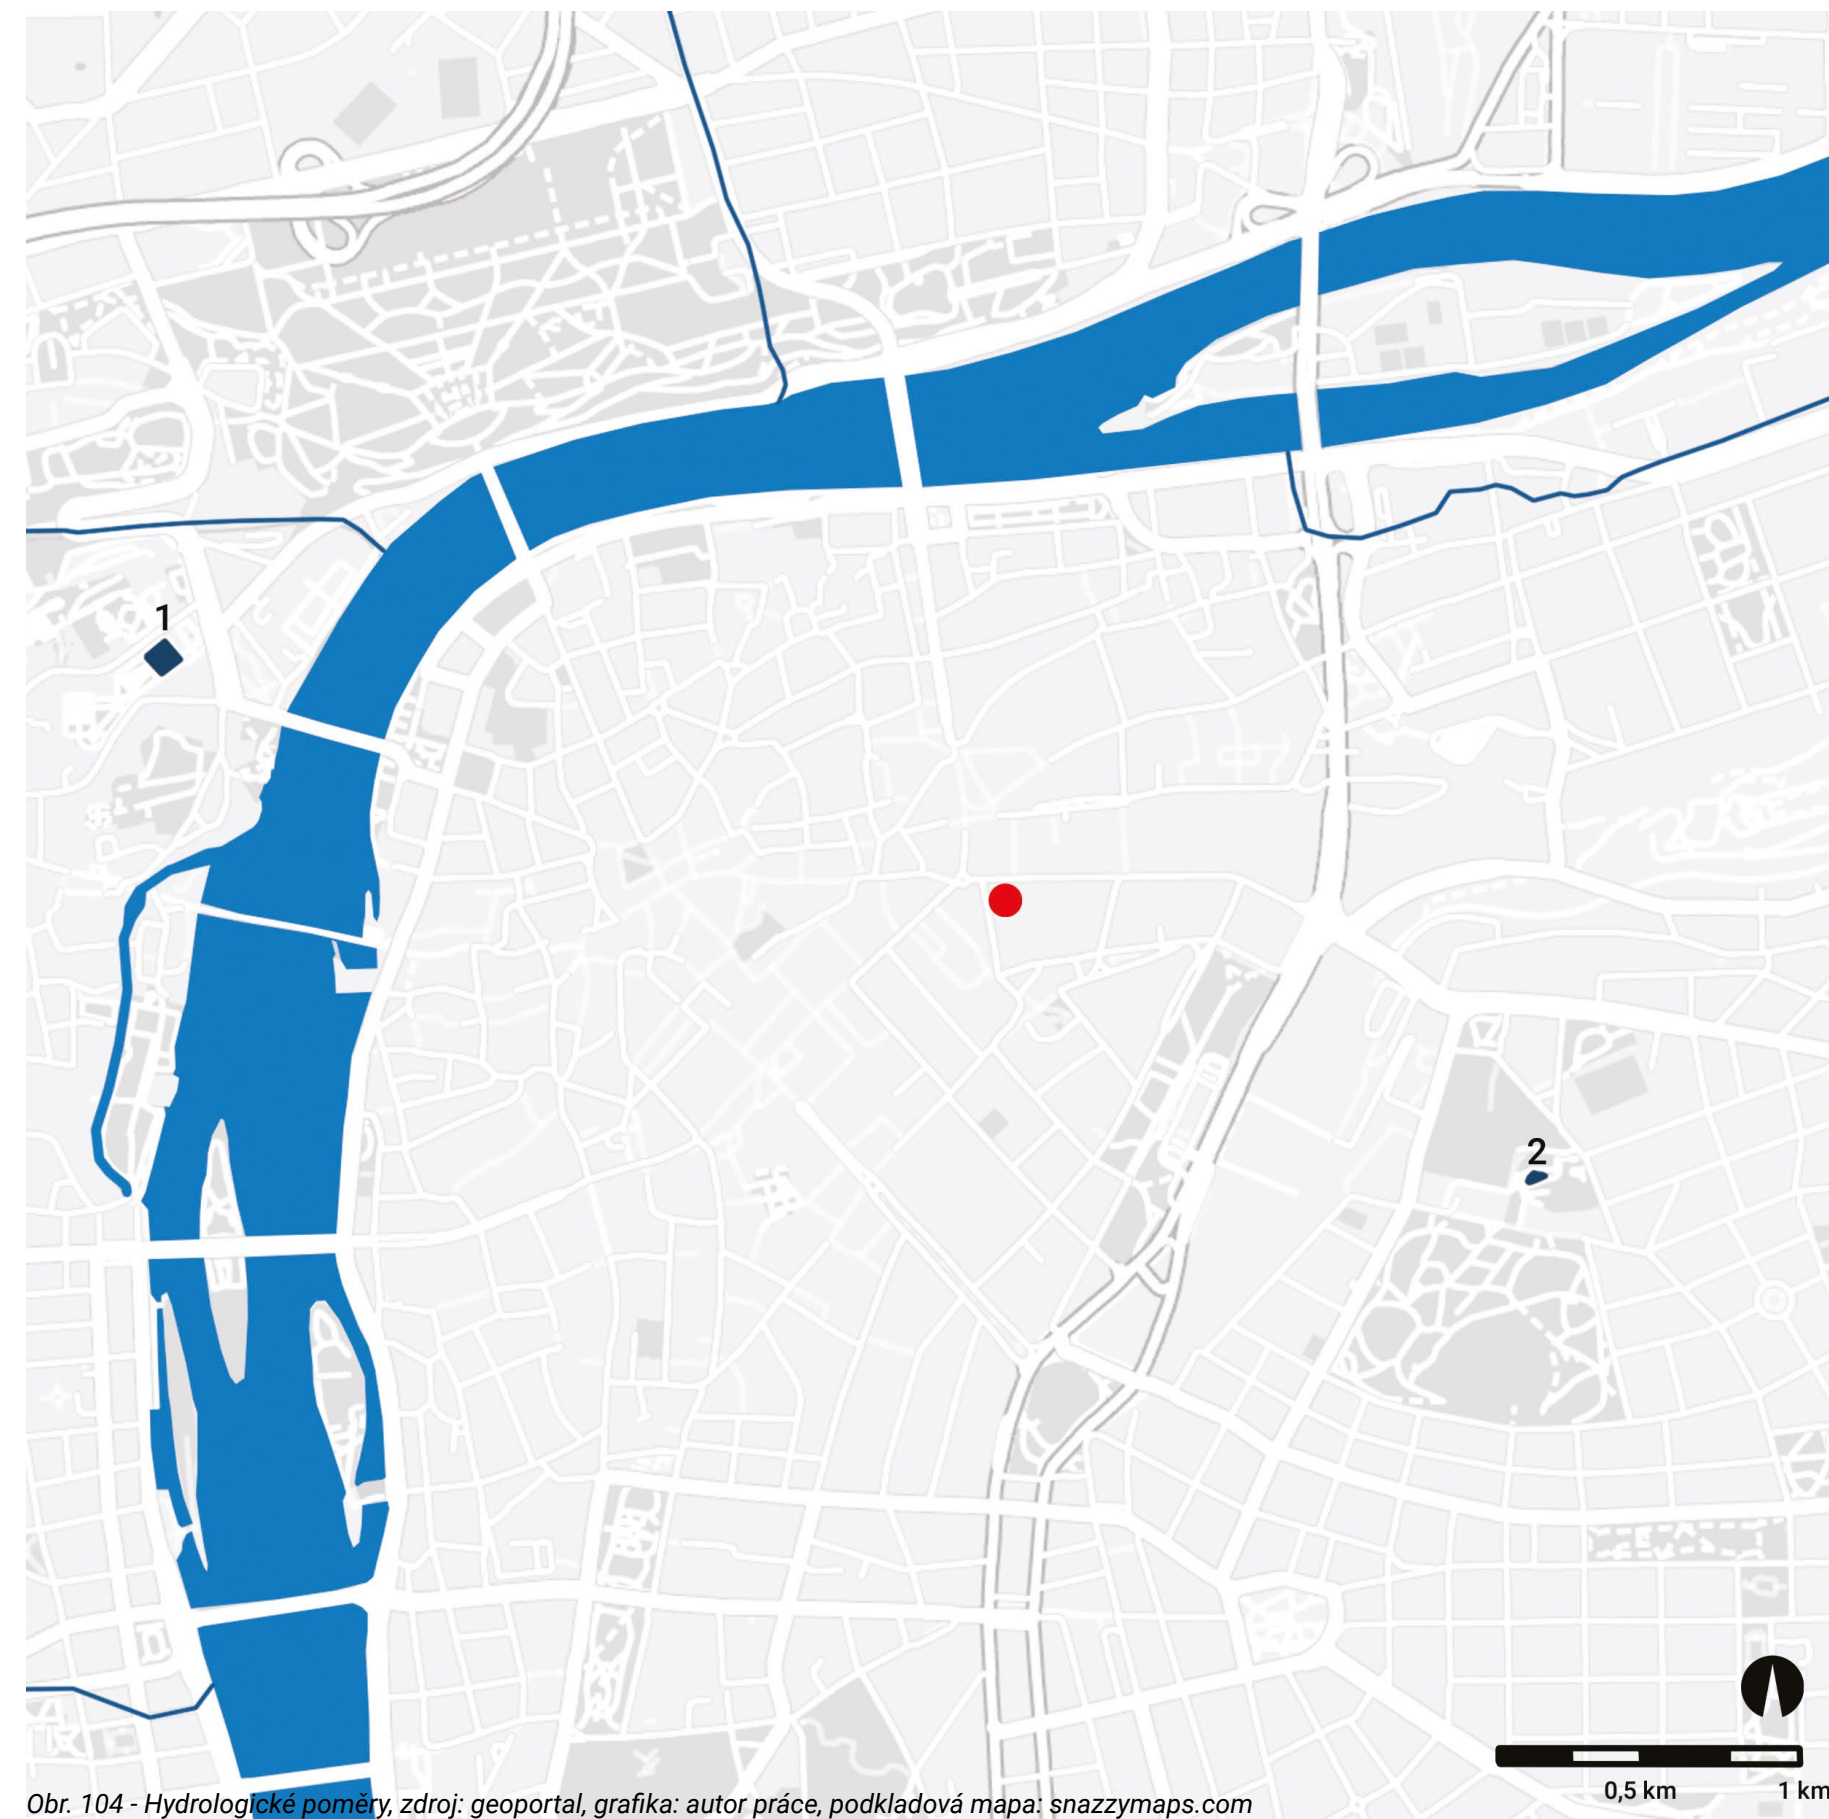 1
2
0,5 km
1 km
Obr. 104 - Hydrologické poměry, zdroj: geoportal, grafika: autor práce, podkladová mapa: snazzymaps.com